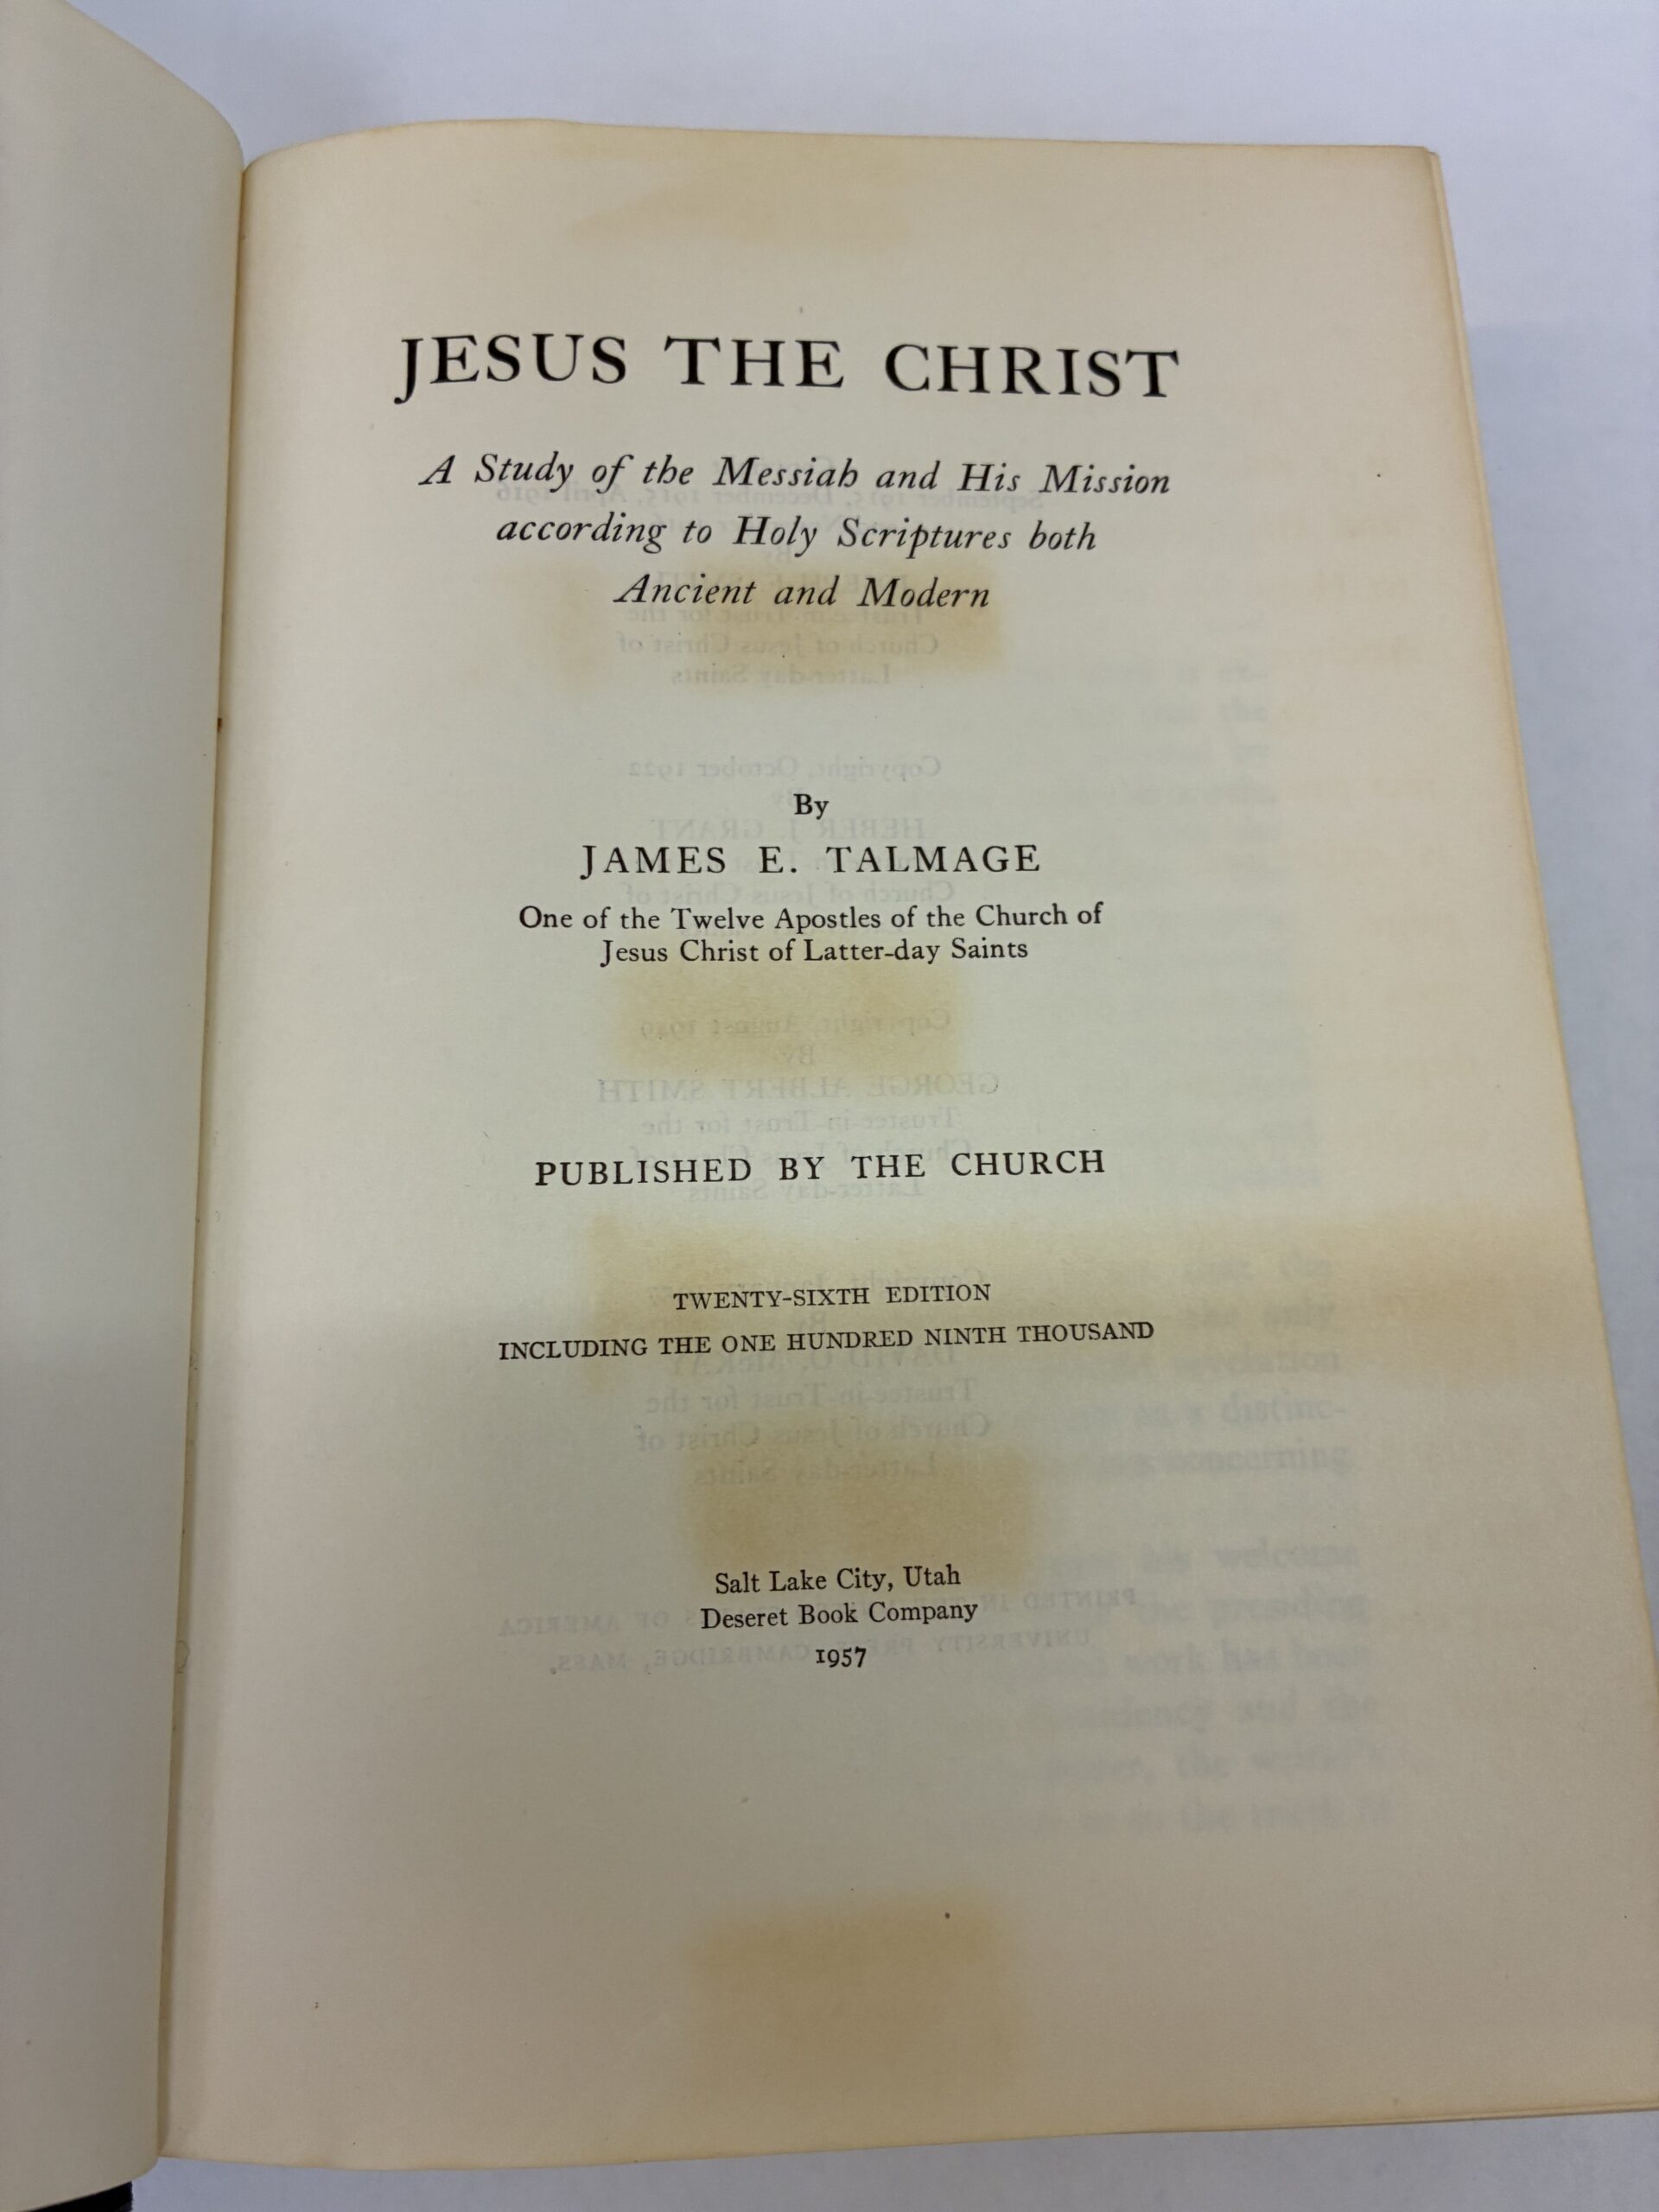 JESUS THE CHRIST
A Study of the Messiah and His Mission
according to Holy Scriptures both
Ancient and Modern
By
JAMES E. TALMAGE
One of the Twelve Apostles of the Church of
Jesus Christ of Latter-day Saints
PUBLISHED BY THE CHURCH
TWENTY-SIXTH EDITION
INCLUDING THE ONE HUNDRED NINTH THOUSAND
Salt Lake City, Utah
Deseret Book Company
1957